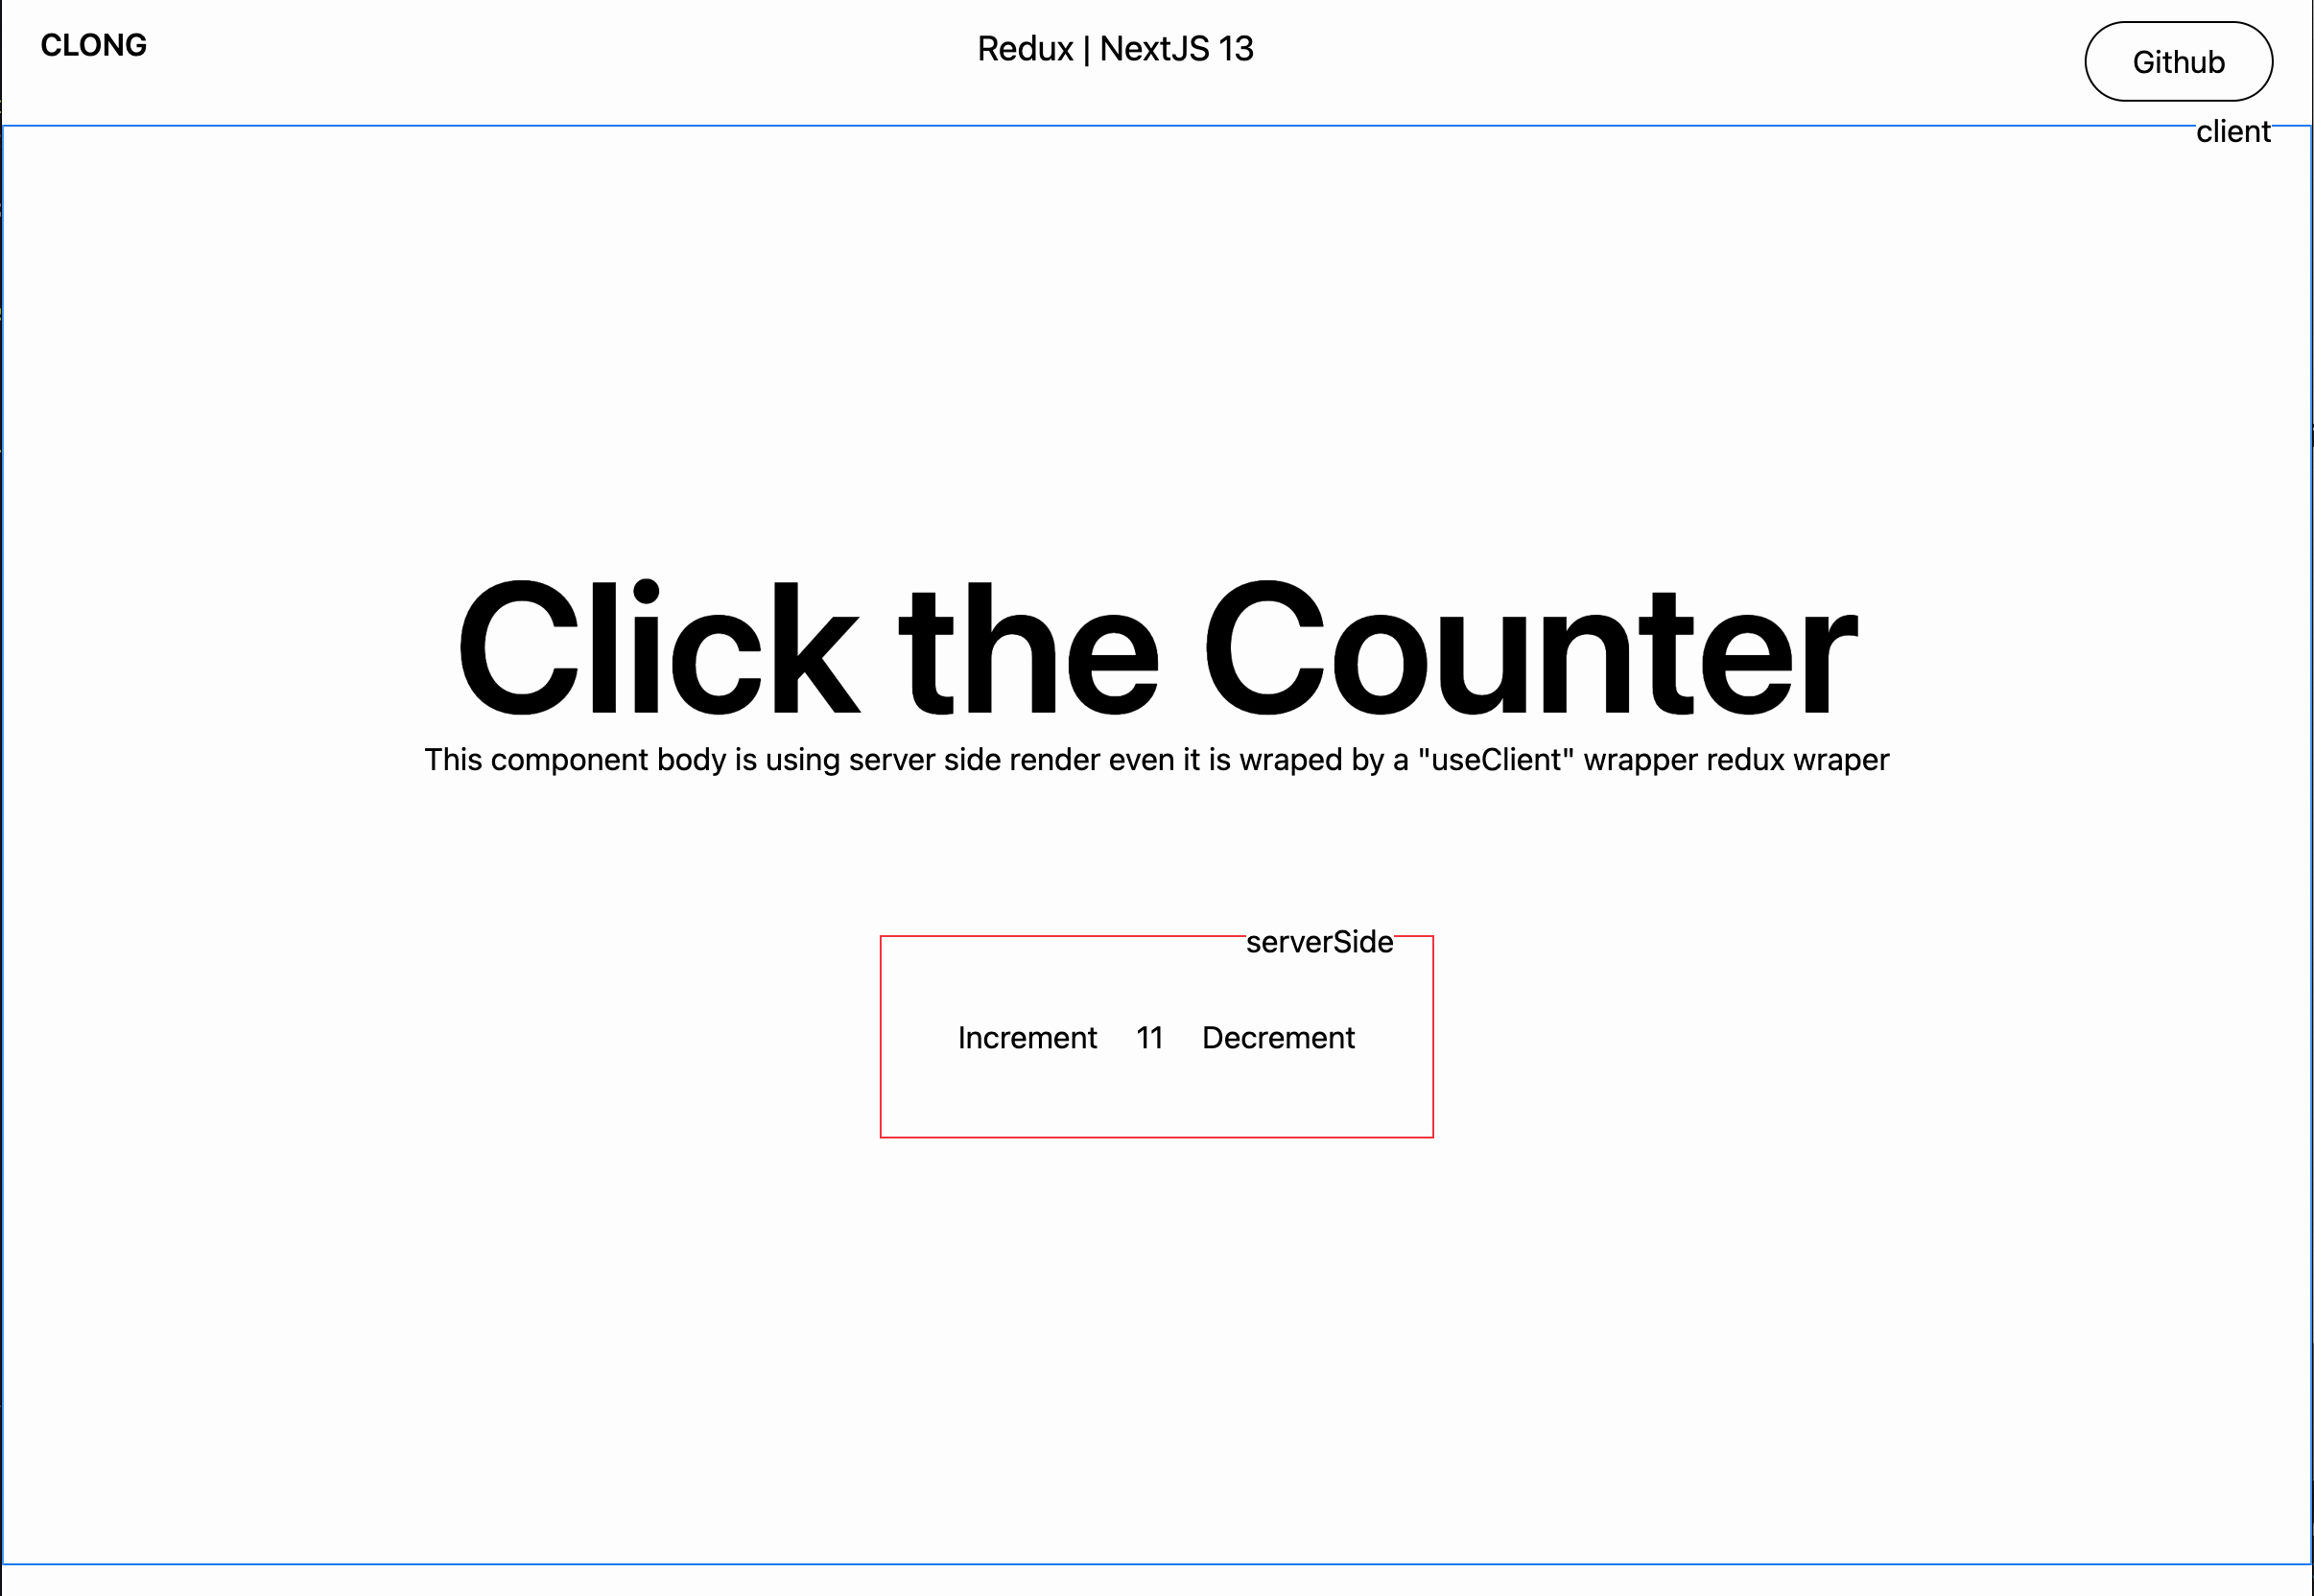 CLONG
Redux | NextJS 13
Github
client
Click the Counter
This component body is using server side render even it is wraped by a "useClient" wrapper redux wraper
serverSide
Increment 11 Decrement